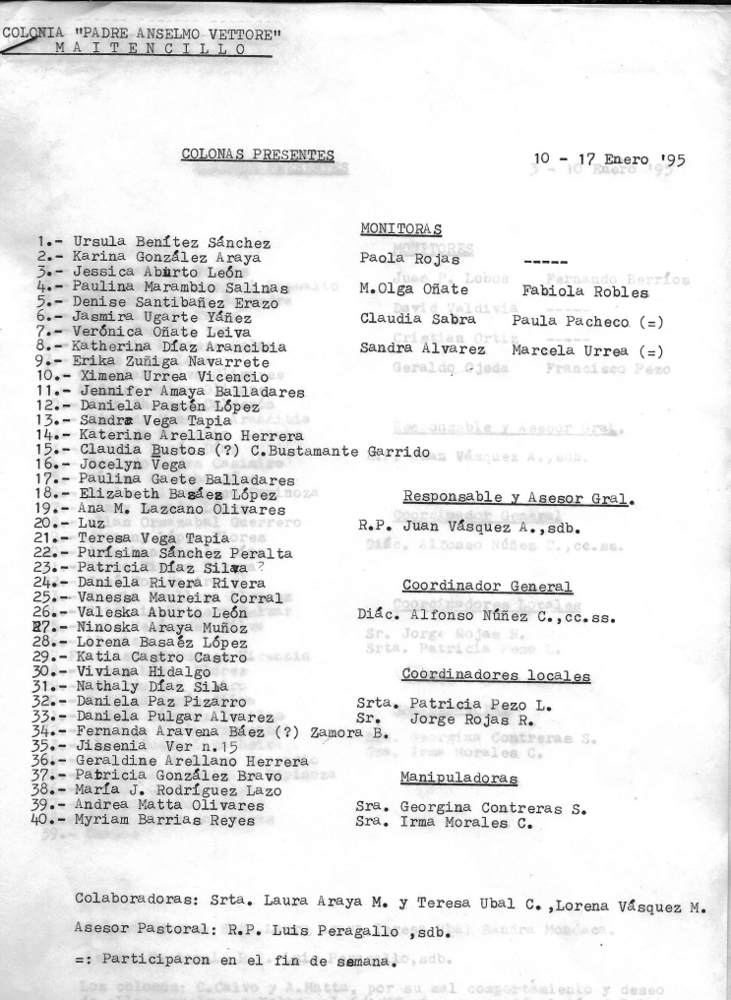 COLONIA "PADRE ANSELMO VETTORE"
M A I T E N C I L L O
COLONAS PRESENTES
10 - 17 Enero '95
1.- Ursula Benítez Sánchez
2.- Karina González Araya
3.- Jessica Aburto León
4.- Paulina Marambio Salinas
5.- Denise Santibañez Erazo
6.- Jasmira Ugarte Yáñez
7.- Verónica Oñate Leiva
8.- Katherina Díaz Arancibia
9.- Erika Zuñiga Navarrete
10.- Ximena Urrea Vicencio
11.- Jennifer Amaya Balladares
12.- Daniela Pastén López
13.- Sandra Vega Tapia
14.- Katerine Arellano Herrera
15.- Claudia Bustos (?) C.Bustamante Garrido
16.- Jocelyn Vega
17.- Paulina Gaete Balladares
18.- Elizabeth Basáez López
19.- Ana M. Lazcano Olivares
20.- Luz
21.- Teresa Vega Tapia
22.- Purísima Sánchez Peralta
23.- Patricia Díaz Silva ?
24.- Daniela Rivera Rivera
25.- Vanessa Maureira Corral
26.- Valeska Aburto León
27.- Ninoska Araya Muñoz
28.- Lorena Basaéz López
29.- Katia Castro Castro
30.- Viviana Hidalgo
31.- Nathaly Díaz Sila
32.- Daniela Paz Pizarro
33.- Daniela Pulgar Alvarez
34.- Fernanda Aravena Báez (?) Zamora B.
35.- Jissenia Ver n.15
36.- Geraldine Arellano Herrera
37.- Patricia González Bravo
38.- María J. Rodríguez Lazo
39.- Andrea Matta Olivares
40.- Myriam Barrias Reyes
MONITORAS
Paola Rojas -----
M.Olga Oñate Fabiola Robles
Claudia Sabra Paula Pacheco (=)
Sandra Alvarez Marcela Urrea (=)
Responsable y Asesor Gral.
R.P. Juan Vásquez A.,sdb.
Coordinador General
Diác. Alfonso Núñez C.,cc.ss.
Coordinadores locales
Srta. Patricia Pezo L.
Sr. Jorge Rojas R.
Manipuladoras
Sra. Georgina Contreras S.
Sra. Irma Morales C.
Colaboradoras: Srta. Laura Araya M. y Teresa Ubal C.,Lorena Vásquez M.
Asesor Pastoral: R.P. Luis Peragallo ,sdb.
=: Participaron en el fin de semana.